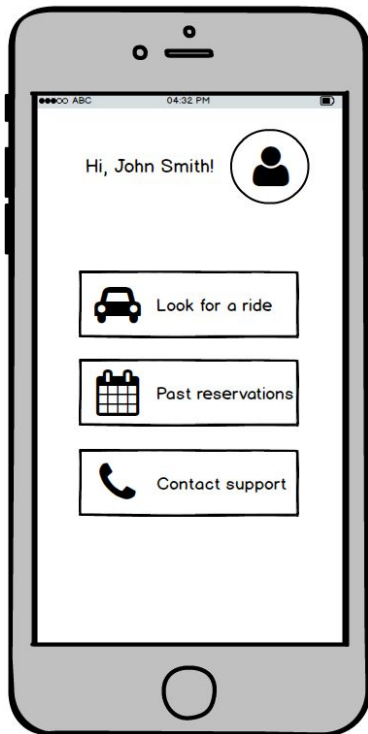 ABC 04:32 PM
Hi, John Smith!
Look for a ride
Past reservations
Contact support